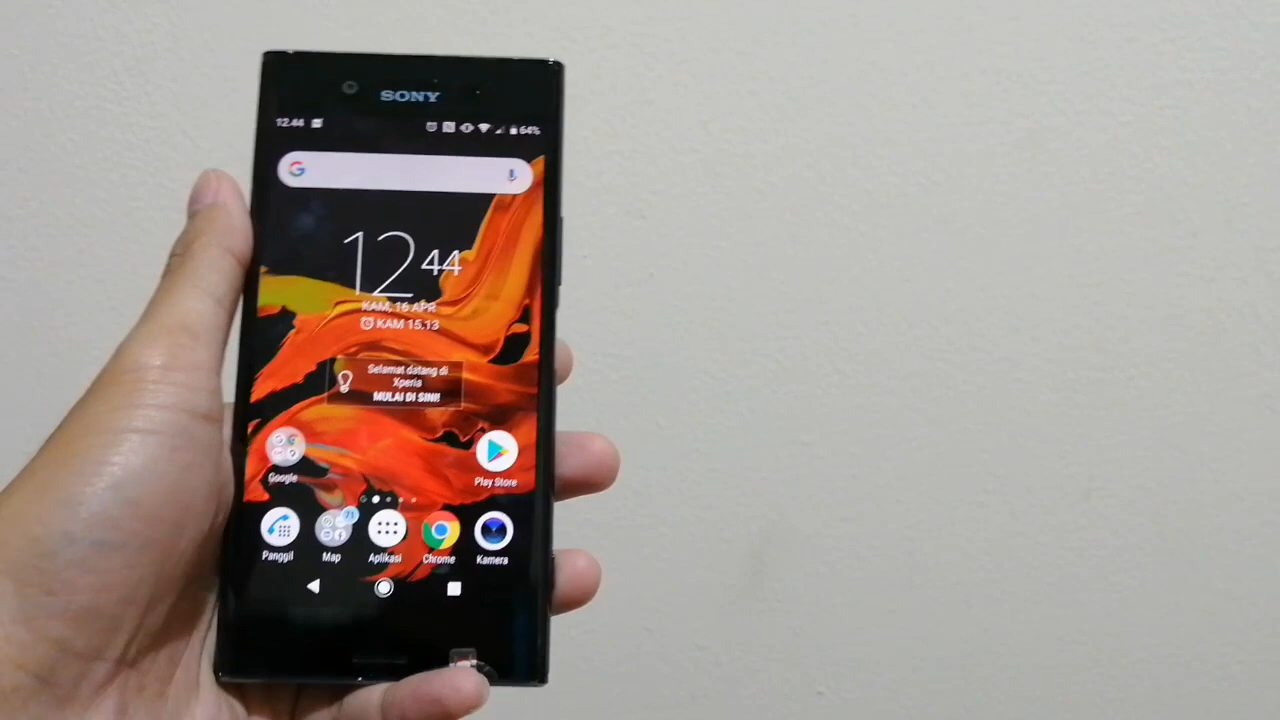 SONY
12.44
64%
12 44
KAM, 16 APR
KAM 15.13
Selamat datang di
Xperia
MULAI DI SINI!
Google
Play Store
71
Panggil
Map
Aplikasi
Chrome
Kamera